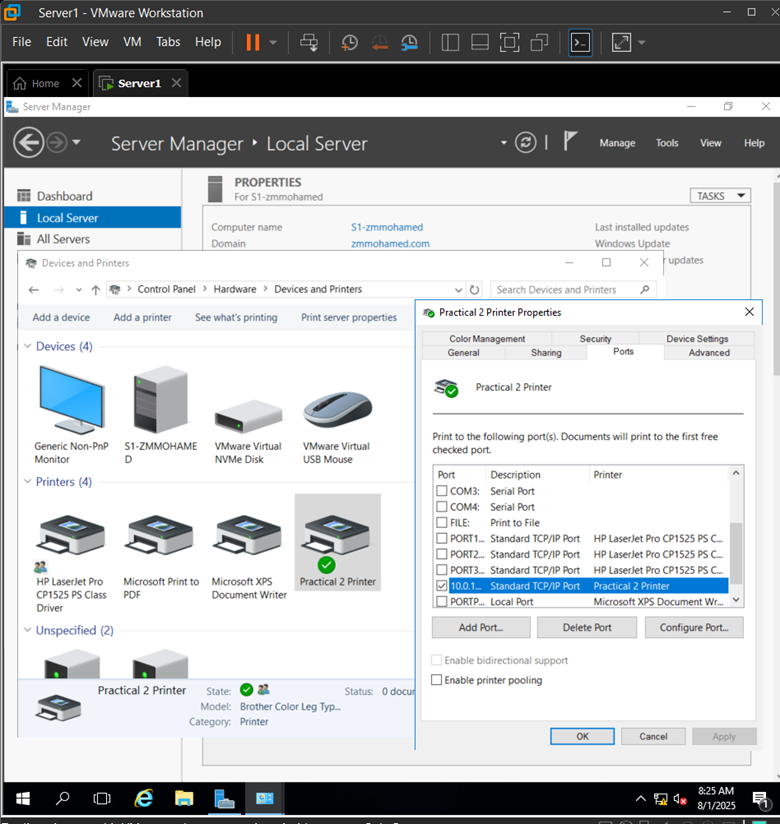 Server1 - VMware Workstation
File Edit View VM Tabs Help
Home Server1
Server Manager
Server Manager Local Server
Manage Tools View Help
Dashboard
Local Server
All Servers
PROPERTIES
For S1-zmmohamed
TASKS
Computer name S1-zmmohamed Last installed updates
Domain zmmohamed.com Windows Update
updates
Devices and Printers
Control Panel Hardware Devices and Printers
Search Devices and Printers
Add a device Add a printer See what's printing Print server properties
Devices (4)
Generic Non-PnP Monitor
S1-ZMMOHAMED
VMware Virtual NVMe Disk
VMware Virtual USB Mouse
Printers (4)
HP LaserJet Pro CP1525 PS Class Driver
Microsoft Print to PDF
Microsoft XPS Document Writer
Practical 2 Printer
Unspecified (2)
Practical 2 Printer State: Status: 0 docur
Model: Brother Color Leg Typ...
Category: Printer
Practical 2 Printer Properties
Color Management Security Device Settings
General Sharing Ports Advanced
Practical 2 Printer
Print to the following port(s). Documents will print to the first free
checked port.
Port Description Printer
COM3: Serial Port
COM4: Serial Port
FILE: Print to File
PORT1... Standard TCP/IP Port HP LaserJet Pro CP1525 PS C...
PORT2... Standard TCP/IP Port HP LaserJet Pro CP1525 PS C...
PORT3... Standard TCP/IP Port HP LaserJet Pro CP1525 PS C...
10.0.1... Standard TCP/IP Port Practical 2 Printer
PORTP... Local Port Microsoft XPS Document Wr...
Add Port... Delete Port Configure Port...
Enable bidirectional support
Enable printer pooling
OK Cancel Apply
8:25 AM
8/1/2025
1